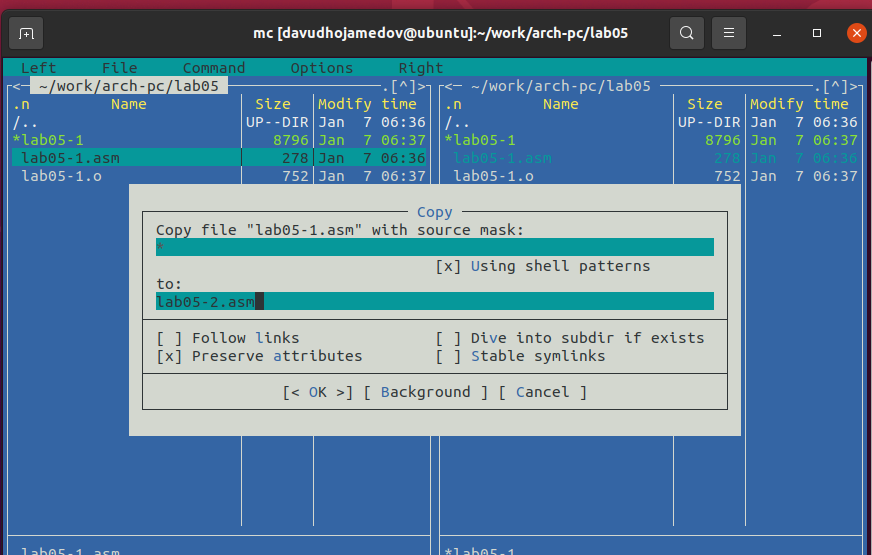 mc [davudhojamedov@ubuntu]:~/work/arch-pc/lab05
Left File Command Options Right
<─ ~/work/arch-pc/lab05 ─.[^]> <─ ~/work/arch-pc/lab05 ─.[^]>
.n Name Size Modify time .n Name Size Modify time
/.. UP--DIR Jan 7 06:36 /.. UP--DIR Jan 7 06:36
*lab05-1 8796 Jan 7 06:37 *lab05-1 8796 Jan 7 06:37
lab05-1.asm 278 Jan 7 06:36 lab05-1.asm 278 Jan 7 06:36
lab05-1.o 752 Jan 7 06:37 lab05-1.o 752 Jan 7 06:37
Copy
Copy file "lab05-1.asm" with source mask:
*
[x] Using shell patterns
to:
lab05-2.asm
[ ] Follow links [ ] Dive into subdir if exists
[x] Preserve attributes [ ] Stable symlinks
[< OK >] [ Background ] [ Cancel ]
lab05-1.asm *lab05-1